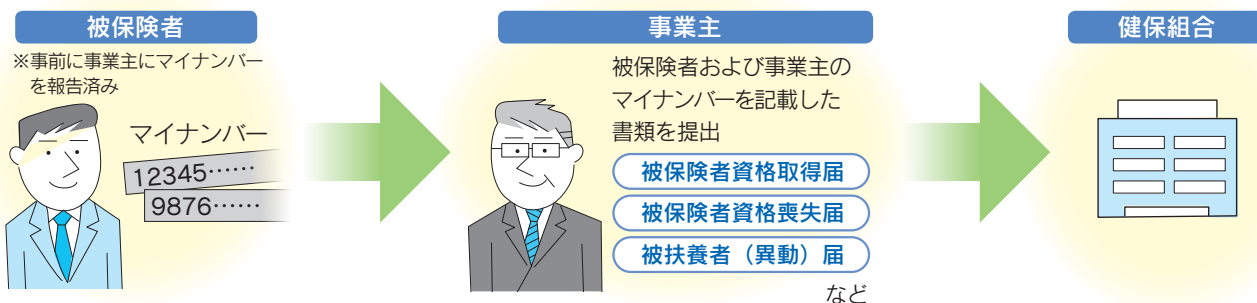 被保険者
※事前に事業主にマイナンバー
を報告済み
マイナンバー
12345……
9876……
事業主
被保険者および事業主の
マイナンバーを記載した
書類を提出
被保険者資格取得届
被保険者資格喪失届
被扶養者（異動）届
など
健保組合